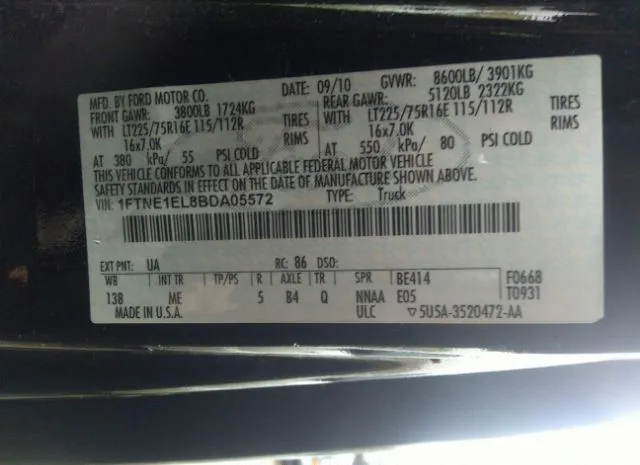 MFD. BY FORD MOTOR CO.
DATE: 09/10 GVWR: 8600LB/ 3901KG
FRONT GAWR: 3800LB 1724KG
REAR GAWR: 5120LB 2322KG
WITH LT225/75R16E 115/112R TIRES
WITH LT225/75R16E 115/112R TIRES
16x7.0K RIMS
16x7.0K RIMS
AT 380 kPa/ 55 PSI COLD
AT 550 kPa/ 80 PSI COLD
THIS VEHICLE CONFORMS TO ALL APPLICABLE FEDERAL MOTOR VEHICLE
SAFETY STANDARDS IN EFFECT ON THE DATE OF MANUFACTURE SHOWN ABOVE.
VIN: 1FTNE1EL8BDA05572 TYPE: Truck
EXT PNT: UA RC: 86 DSO:
WB INT TR TP/PS R AXLE TR SPR BE414 F0668
138 ME 5 B4 Q NNAA E05 T0931
MADE IN U.S.A. ULC ▽5U5A-3520472-AA